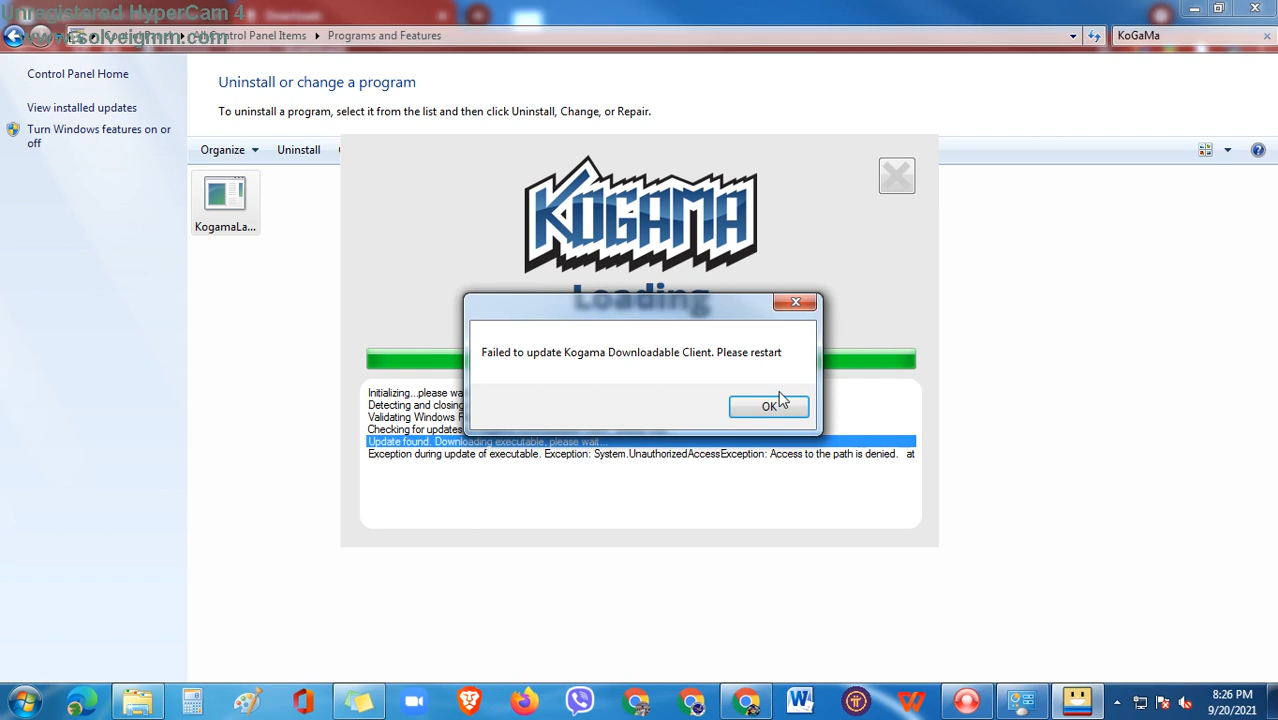 Unregistered HyperCam 4
www.solveigmm.com
All Control Panel Items
Programs and Features
KoGaMa
Control Panel Home
View installed updates
Turn Windows features on or
off
Uninstall or change a program
To uninstall a program, select it from the list and then click Uninstall, Change, or Repair.
Organize
Uninstall
KogamaLa...
KOGAMA
Loading
Failed to update Kogama Downloadable Client. Please restart
OK
Initializing...please wa
Detecting and closing
Validating Windows R
Checking for updates
Update found. Downloading executable, please wait...
Exception during update of executable. Exception: System.UnauthorizedAccessException: Access to the path is denied. at
8:26 PM
9/20/2021